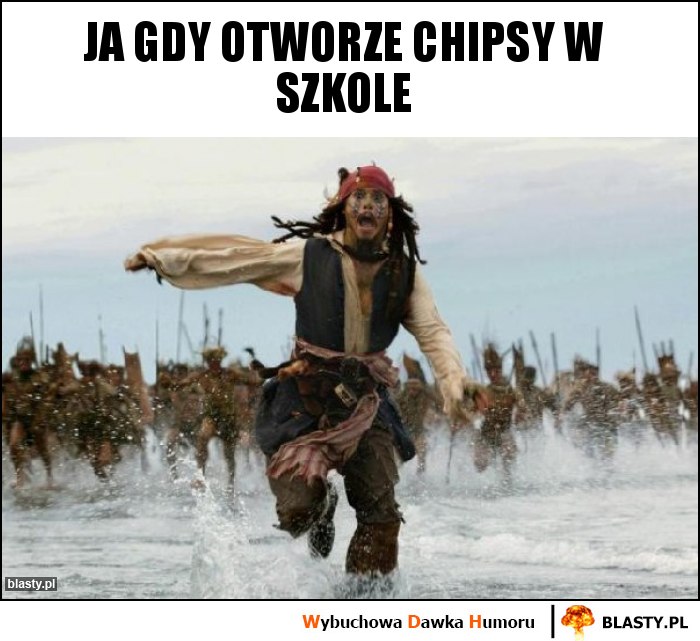 JA GDY OTWORZE CHIPSY W
SZKOLE
blasty.pl
Wybuchowa Dawka Humoru
BLASTY.PL